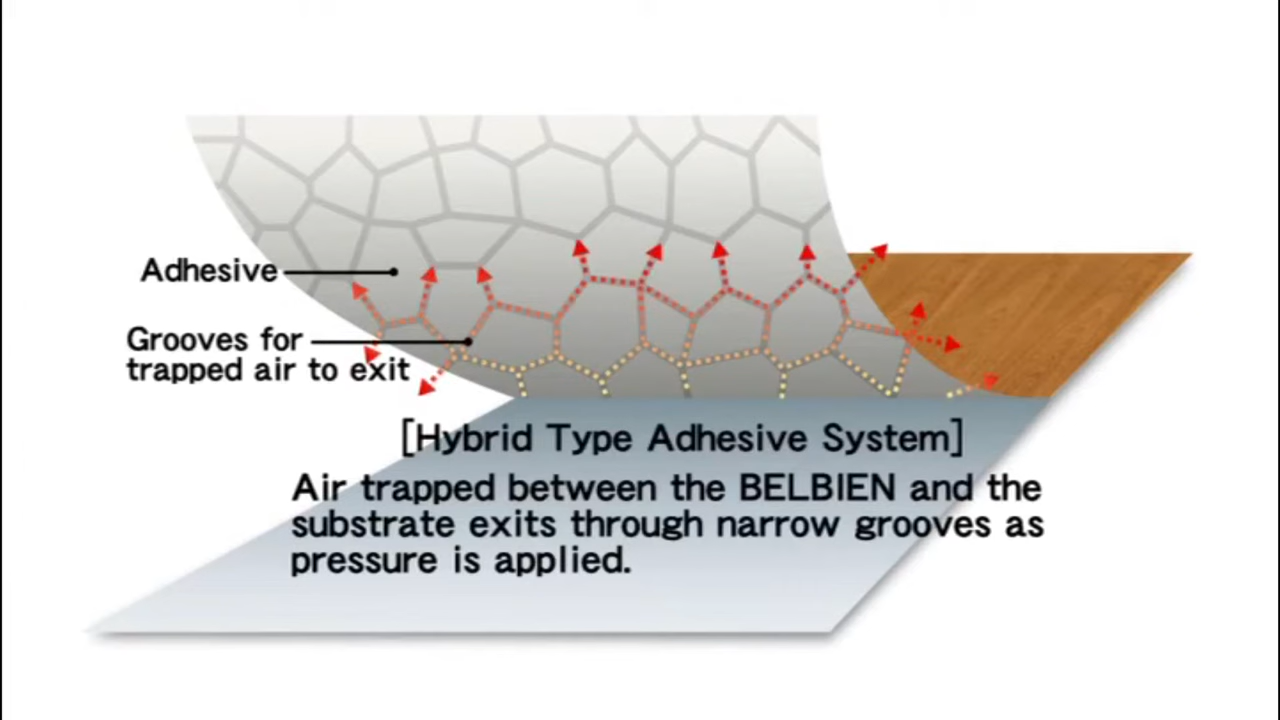 Adhesive
Grooves for
trapped air to exit
[Hybrid Type Adhesive System]
Air trapped between the BELBIEN and the
substrate exits through narrow grooves as
pressure is applied.